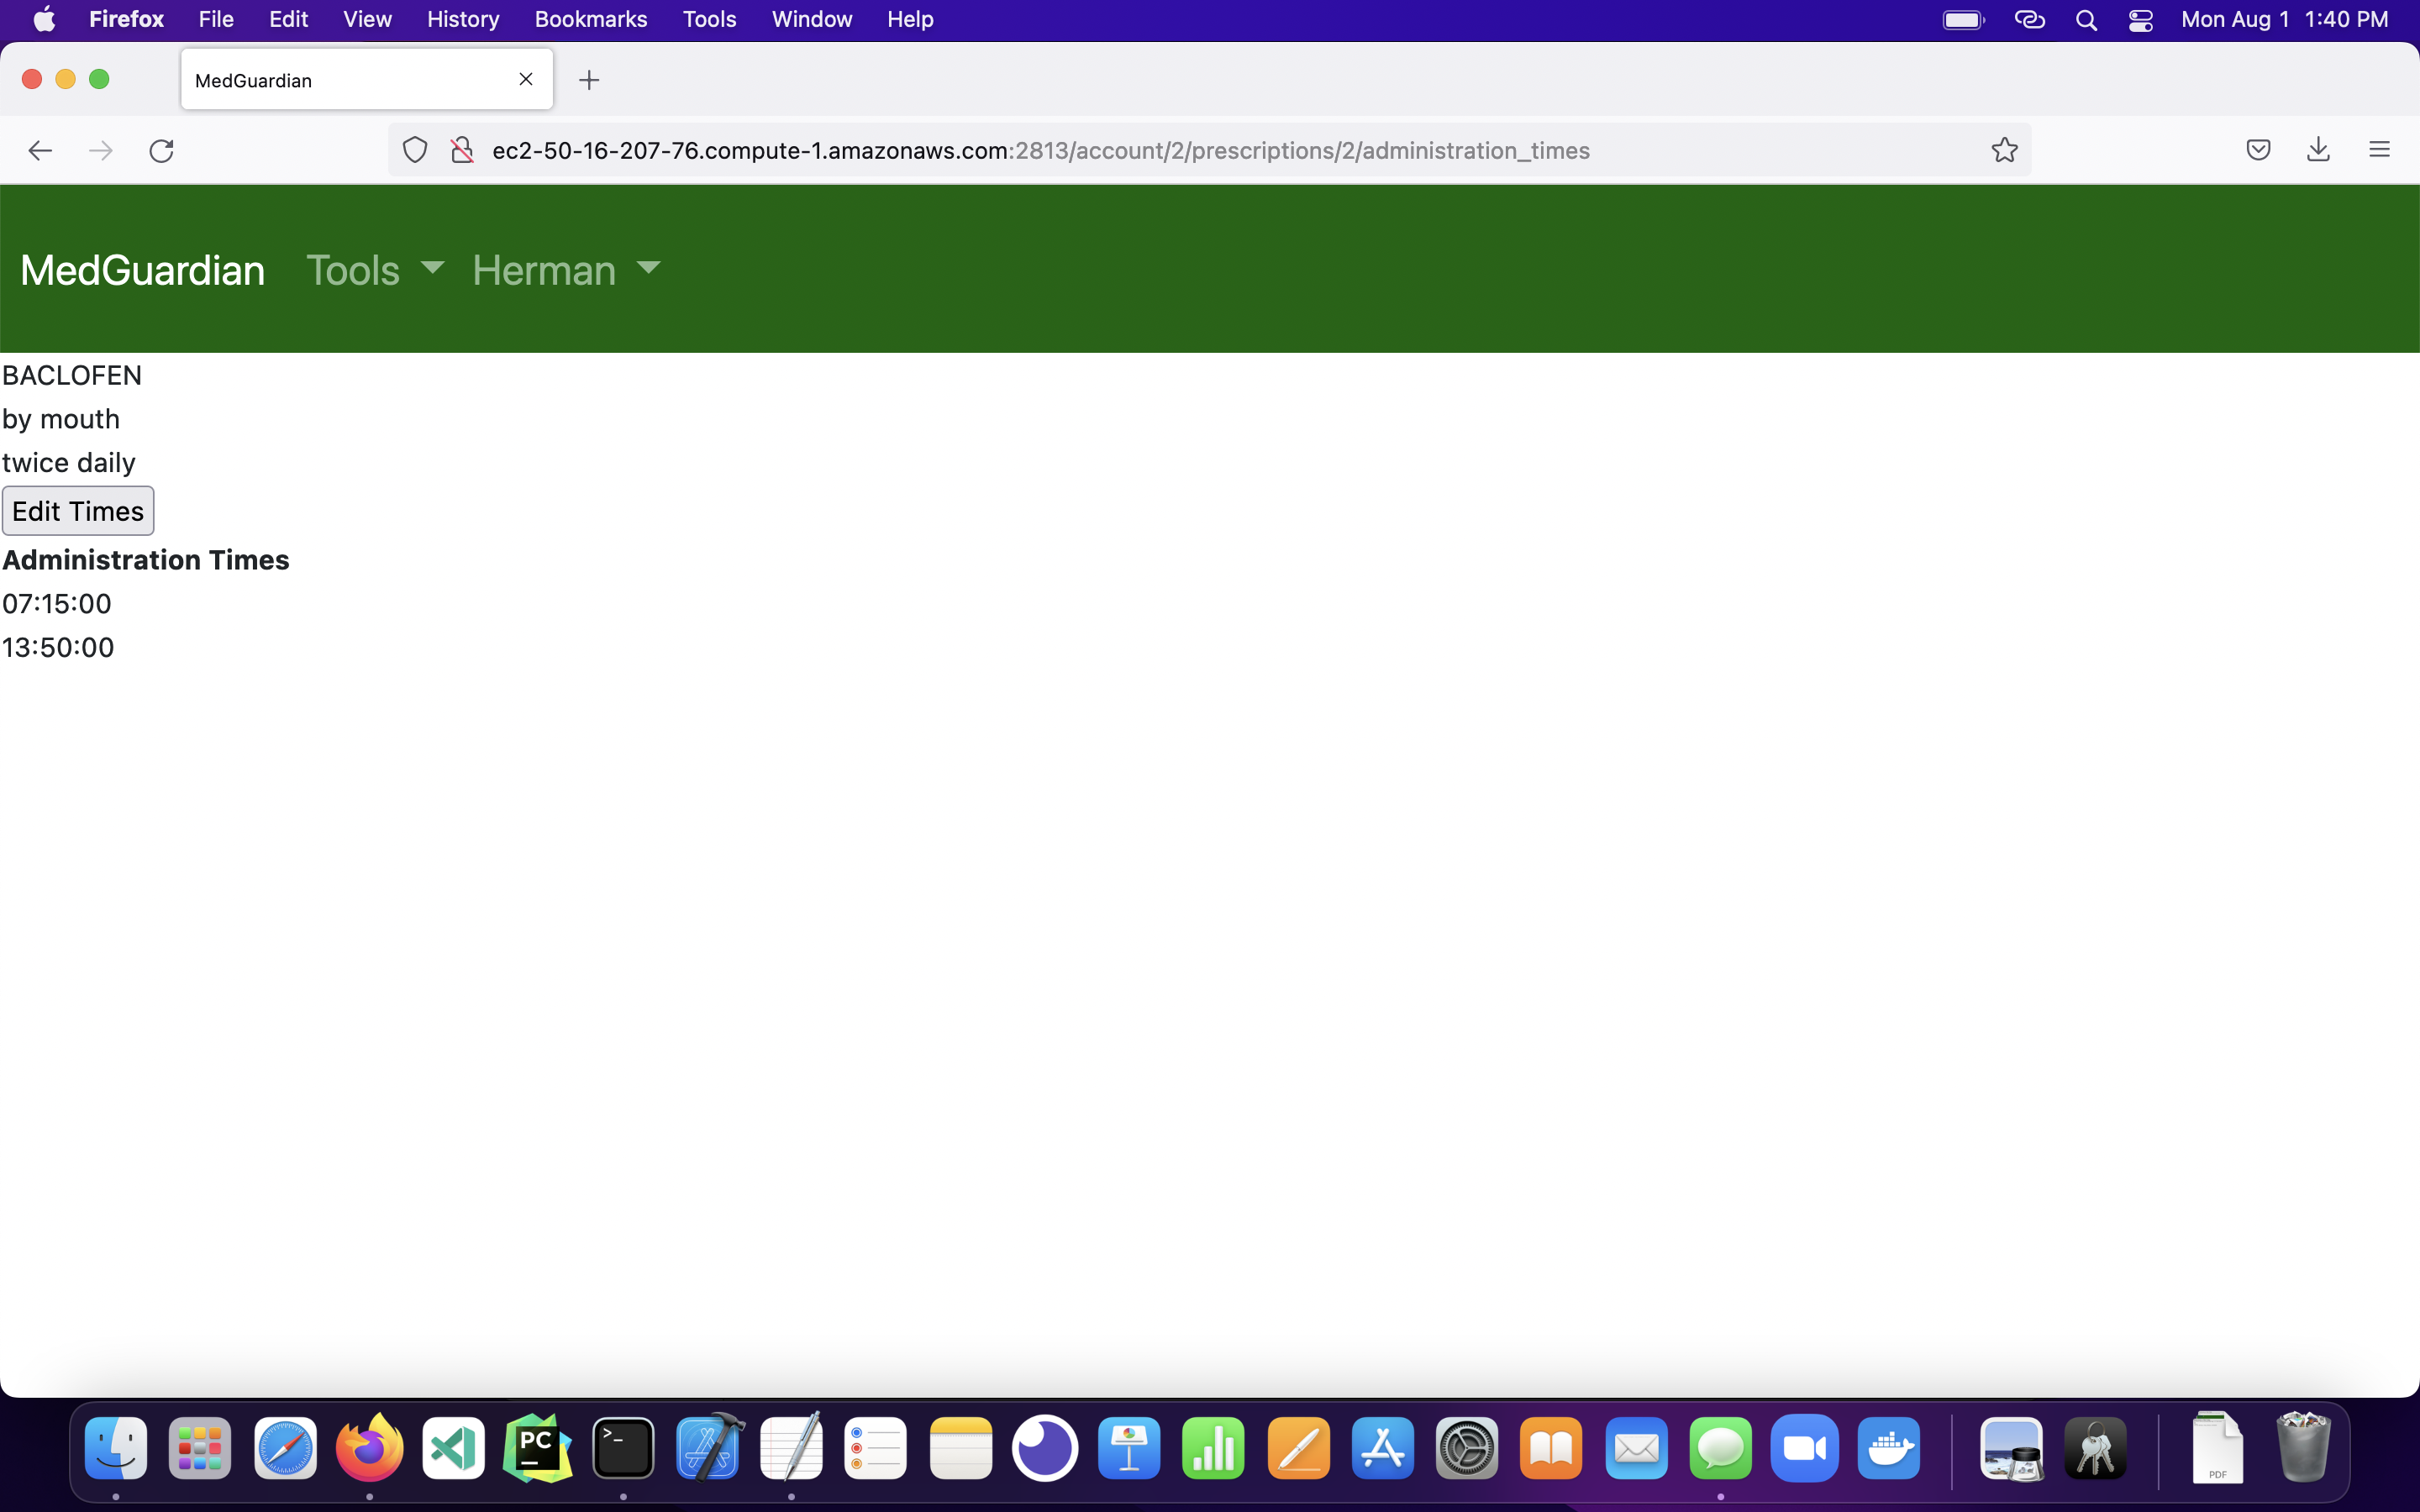 Firefox File Edit View History Bookmarks Tools Window Help Mon Aug 1 1:40 PM
MedGuardian
ec2-50-16-207-76.compute-1.amazonaws.com:2813/account/2/prescriptions/2/administration_times
MedGuardian Tools Herman
BACLOFEN
by mouth
twice daily
Edit Times
Administration Times
07:15:00
13:50:00
PC
>_
PDF